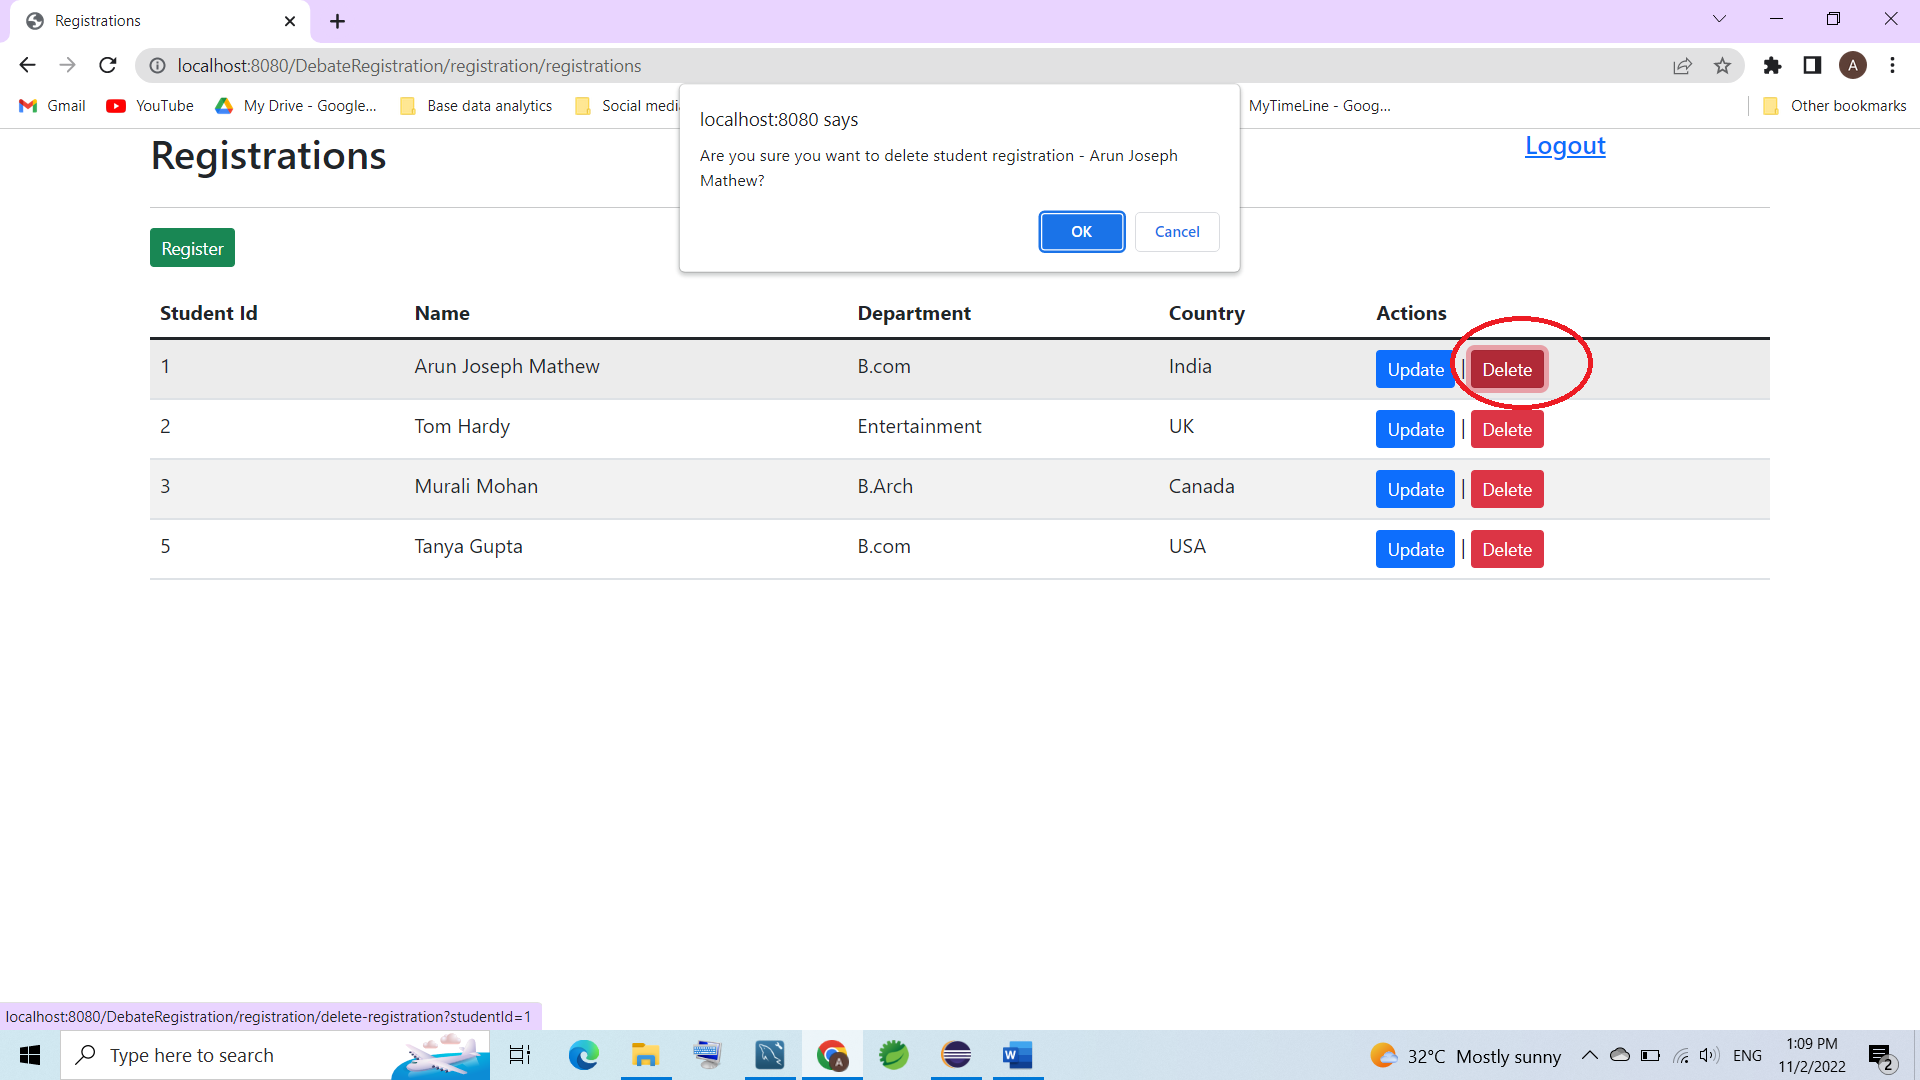 Registrations
localhost:8080/DebateRegistration/registration/registrations
A
Gmail
YouTube
My Drive - Google...
Base data analytics
Social medi
MyTimeLine - Goog...
Other bookmarks
localhost:8080 says
Are you sure you want to delete student registration - Arun Joseph
Mathew?
OK
Cancel
Registrations
Logout
Register
Student Id Name Department Country Actions
1 Arun Joseph Mathew B.com India Update | Delete
2 Tom Hardy Entertainment UK Update | Delete
3 Murali Mohan B.Arch Canada Update | Delete
5 Tanya Gupta B.com USA Update | Delete
localhost:8080/DebateRegistration/registration/delete-registration?studentId=1
Type here to search
A
W
32°C Mostly sunny
ENG
1:09 PM
11/2/2022
2